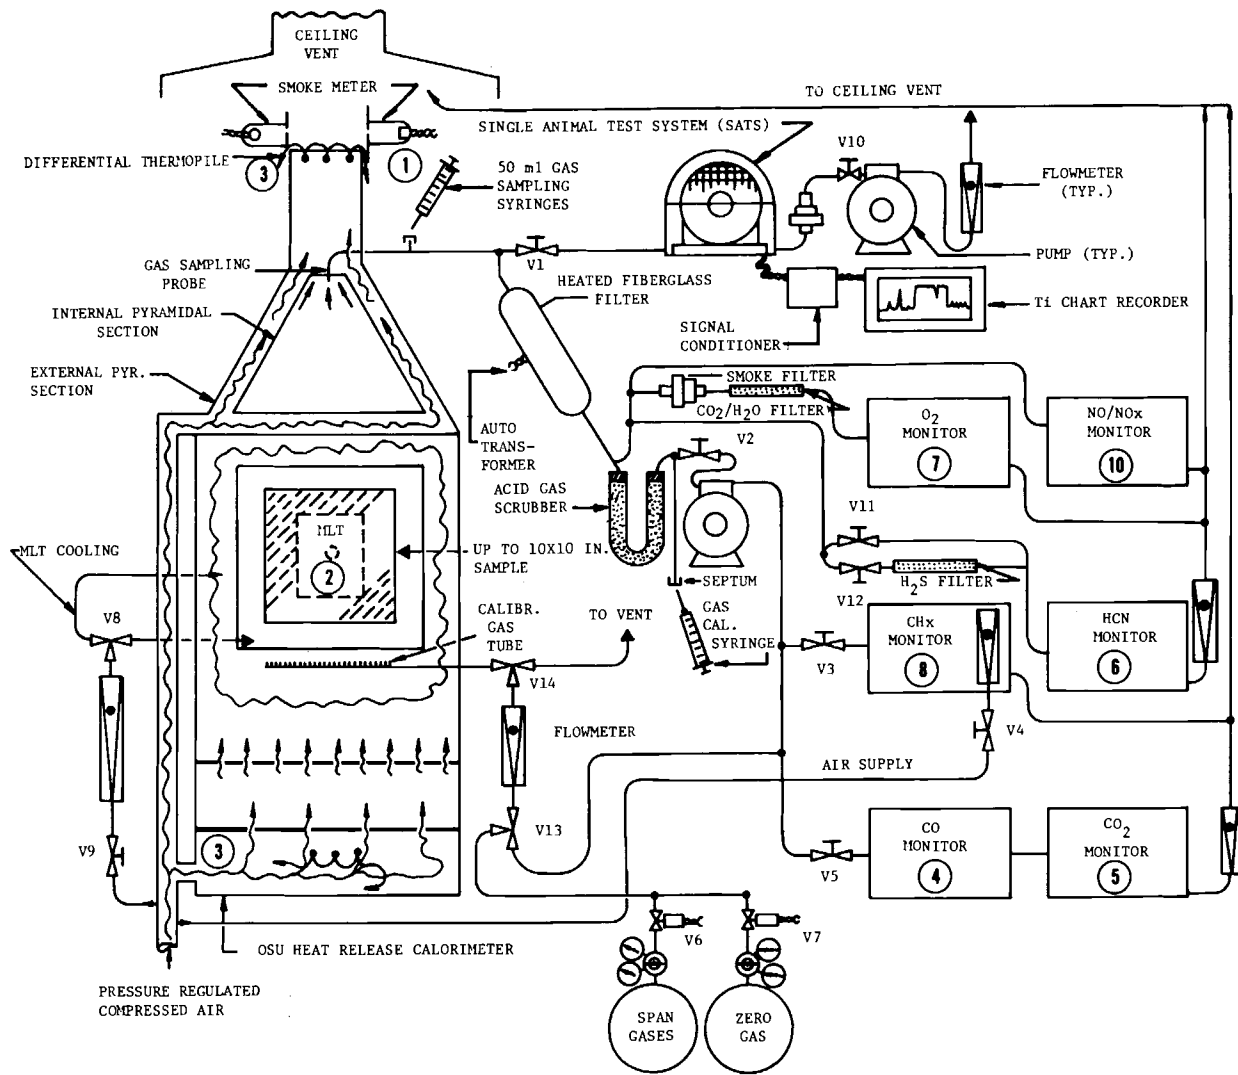 CEILING
VENT
SMOKE METER
TO CEILING VENT
SINGLE ANIMAL TEST SYSTEM (SATS)
DIFFERENTIAL THERMOPILE
3
1
50 ml GAS
SAMPLING
SYRINGES
V10
FLOWMETER
(TYP.)
PUMP (TYP.)
V1
GAS SAMPLING
PROBE
HEATED FIBERGLASS
FILTER
INTERNAL PYRAMIDAL
SECTION
SIGNAL
CONDITIONER
Ti CHART RECORDER
EXTERNAL PYR.
SECTION
SMOKE FILTER
CO2/H2O FILTER
O2
MONITOR
7
NO/NOx
MONITOR
10
AUTO
TRANS-
FORMER
V2
ACID GAS
SCRUBBER
MLT
2
UP TO 10X10 IN.
SAMPLE
MLT COOLING
V11
H2S FILTER
V12
SEPTUM
GAS
CAL.
SYRINGE
V8
CALIBR.
GAS
TUBE
TO VENT
V14
V3
CHx
MONITOR
8
HCN
MONITOR
6
V4
FLOWMETER
AIR SUPPLY
V13
V9
3
V5
CO
MONITOR
4
CO2
MONITOR
5
OSU HEAT RELEASE CALORIMETER
V6
V7
PRESSURE REGULATED
COMPRESSED AIR
SPAN
GASES
ZERO
GAS